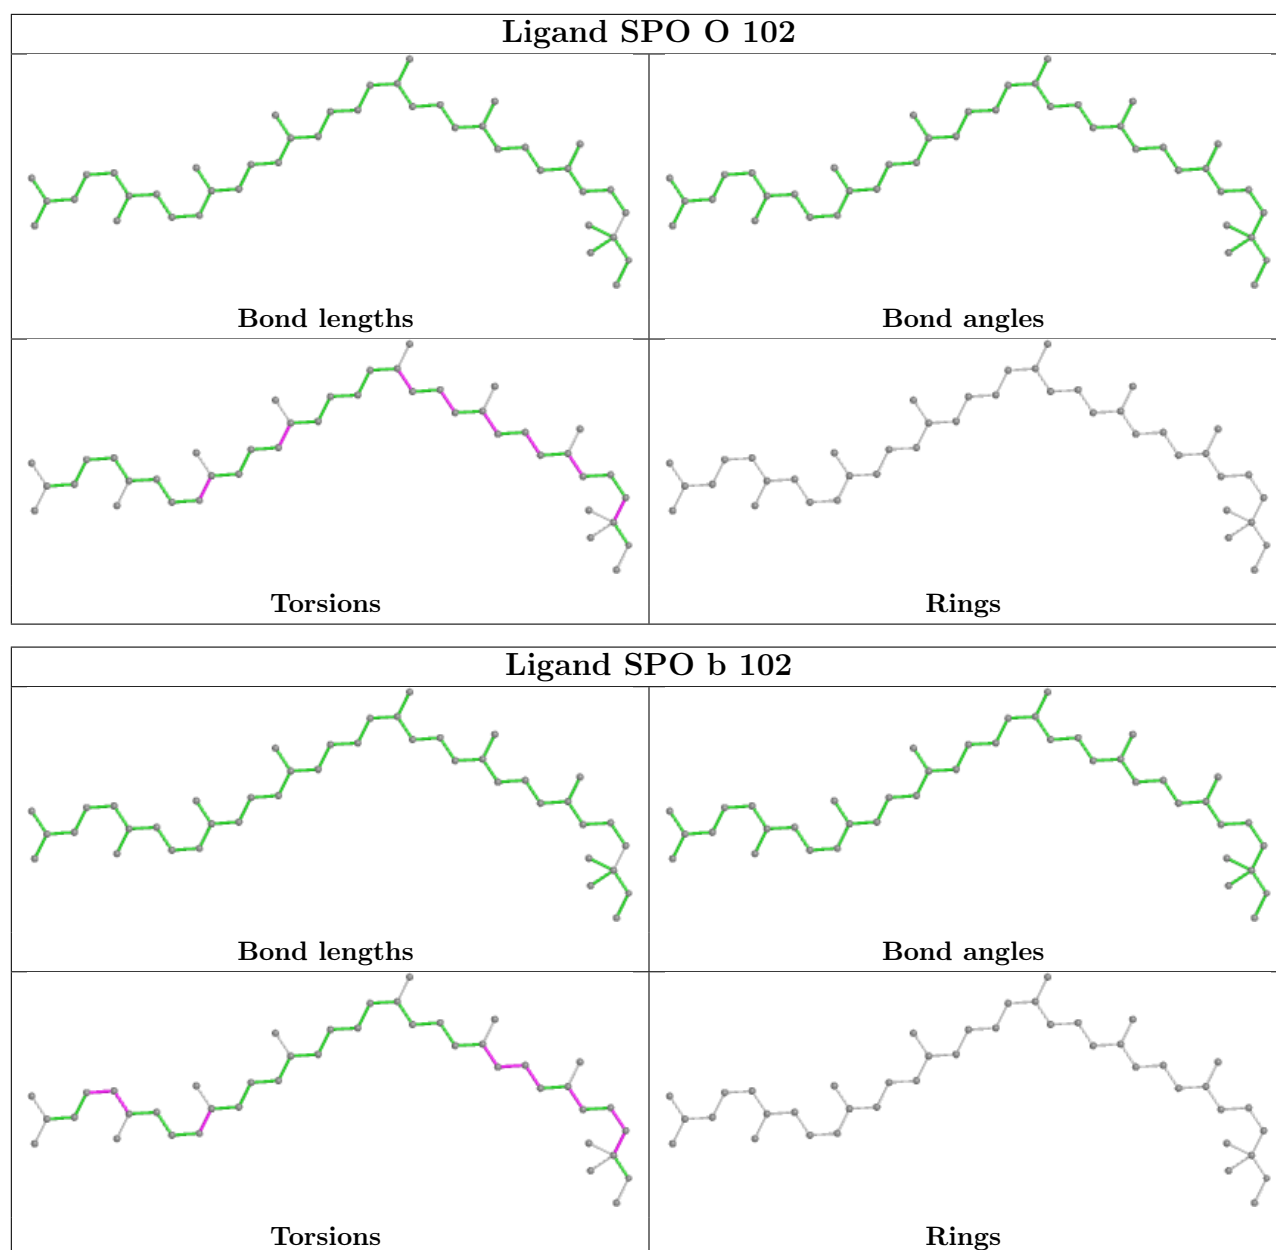 Ligand SPO O 102
Bond lengths
Bond angles
Torsions
Rings
Ligand SPO b 102
Bond lengths
Bond angles
Torsions
Rings